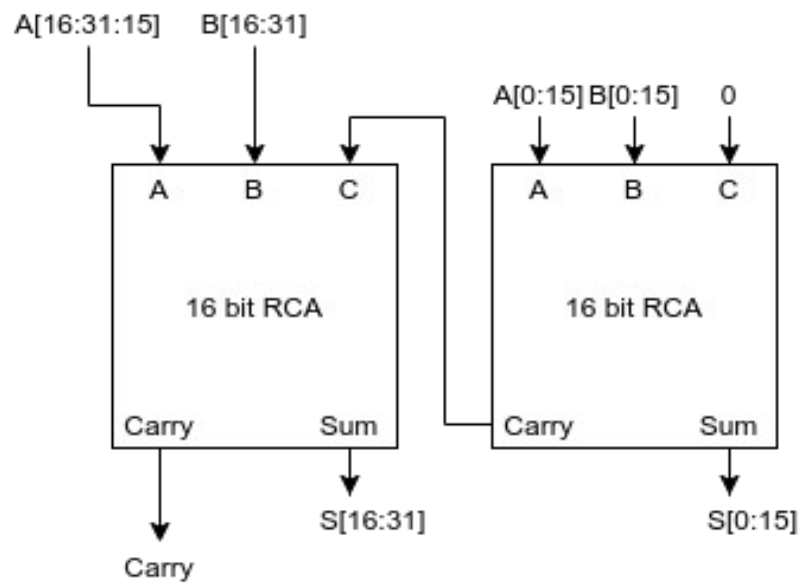 A[16:31:15] B[16:31]
A[0:15] B[0:15] 0
A B C
A B C
16 bit RCA
16 bit RCA
Carry Sum
Carry Sum
S[16:31]
S[0:15]
Carry